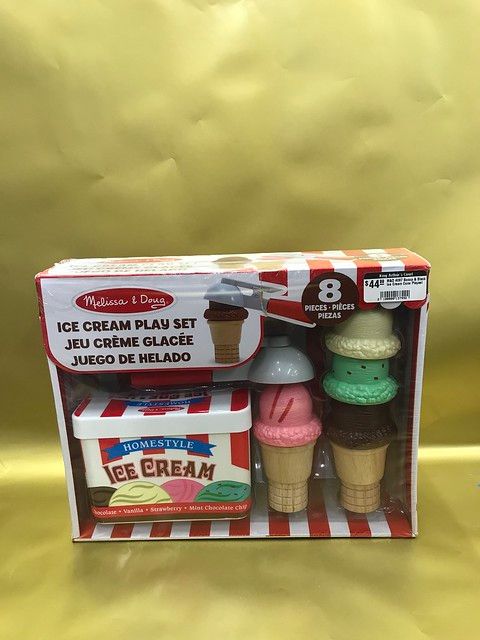 Melissa & Doug
ICE CREAM PLAY SET
JEU CRÈME GLACÉE
JUEGO DE HELADO
8
PIECES · PIÈCES
PIEZAS
$44
HOMESTYLE
ICE CREAM
hocolate • Vanilla • Strawberry • Mint Chocolate Chip